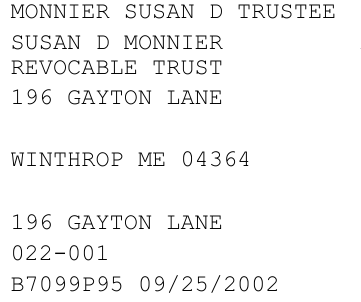 MONNIER SUSAN D TRUSTEE
SUSAN D MONNIER
REVOCABLE TRUST
196 GAYTON LANE
WINTHROP ME 04364
196 GAYTON LANE
022-001
B7099P95 09/25/2002